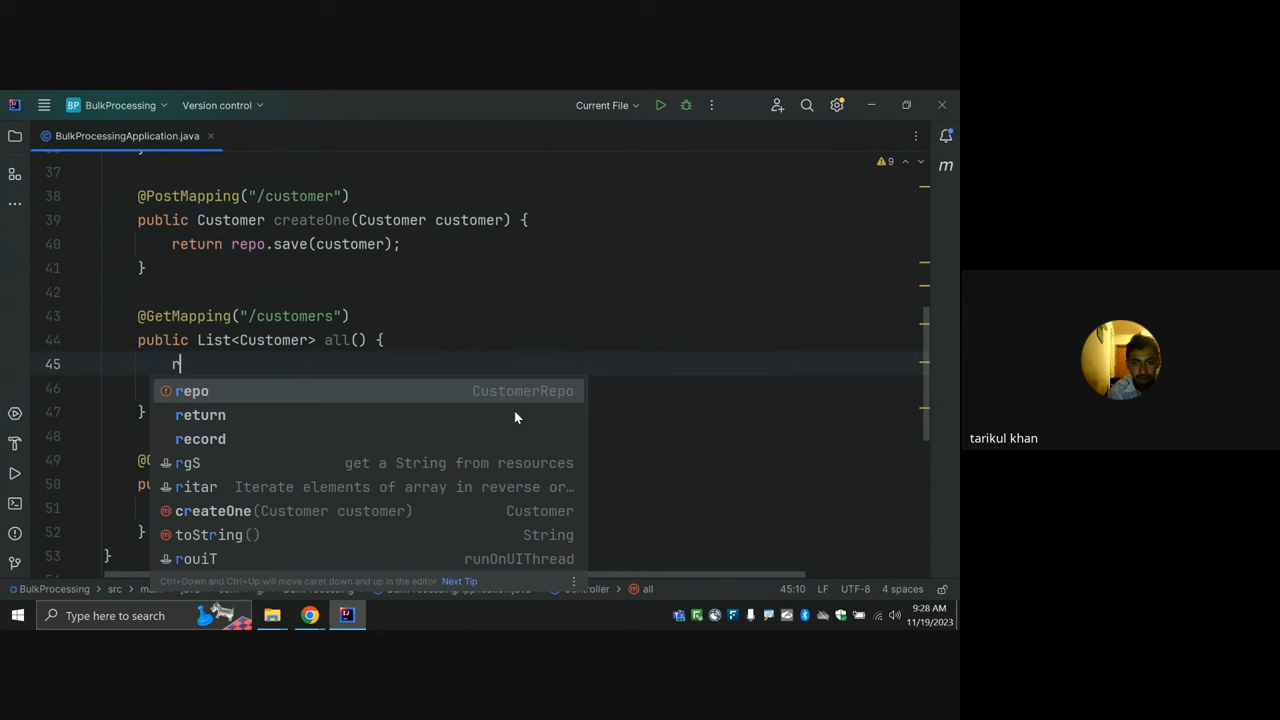 BP BulkProcessing Version control Current File
BulkProcessingApplication.java
9
37
38 @PostMapping("/customer")
39 public Customer createOne(Customer customer) {
40 return repo.save(customer);
41 }
42
43 @GetMapping("/customers")
44 public List<Customer> all() {
45 r
46
47 }
48
49
50
51
52 }
53 }
repo CustomerRepo
return
record
rgS get a String from resources
ritar Iterate elements of array in reverse or…
createOne(Customer customer) Customer
toString() String
rouiT runOnUIThread
Ctrl+Down and Ctrl+Up will move caret down and up in the editor Next Tip
BulkProcessing src all 45:10 LF UTF-8 4 spaces
Type here to search
9:28 AM
11/19/2023
tarikul khan